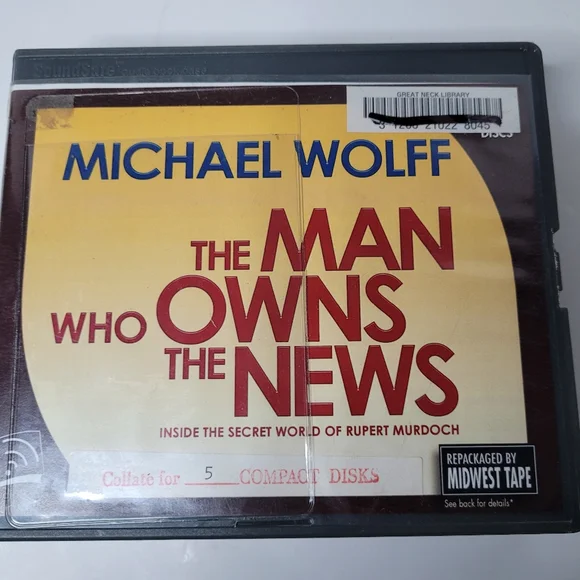 GREAT NECK LIBRARY
DISCS
MICHAEL WOLFF
THE MAN
WHO OWNS
THE NEWS
INSIDE THE SECRET WORLD OF RUPERT MURDOCH
Collate for 5 COMPACT DISKS
REPACKAGED BY
MIDWEST TAPE
See back for details*